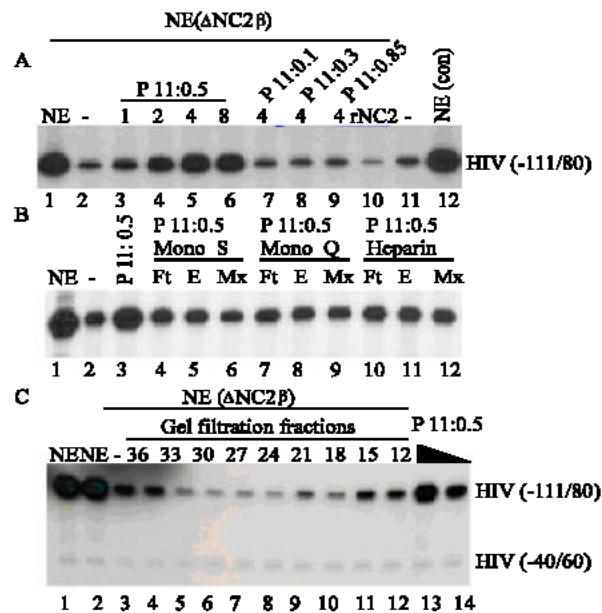 NE(ΔNC2β)
A
P 11:0.5
P 11:0.1
P 11:0.3
P 11:0.85
NE (con)
NE - 1 2 4 8 4 4 4 rNC2 -
HIV (-111/80)
1 2 3 4 5 6 7 8 9 10 11 12
B
P 11: 0.5
P 11:0.5 P 11:0.5 P 11:0.5
Mono S Mono Q Heparin
NE - Ft E Mx Ft E Mx Ft E Mx
1 2 3 4 5 6 7 8 9 10 11 12
C
NE (ΔNC2β)
Gel filtration fractions P 11:0.5
NE NE - 36 33 30 27 24 21 18 15 12
HIV (-111/80)
HIV (-40/60)
1 2 3 4 5 6 7 8 9 10 11 12 13 14